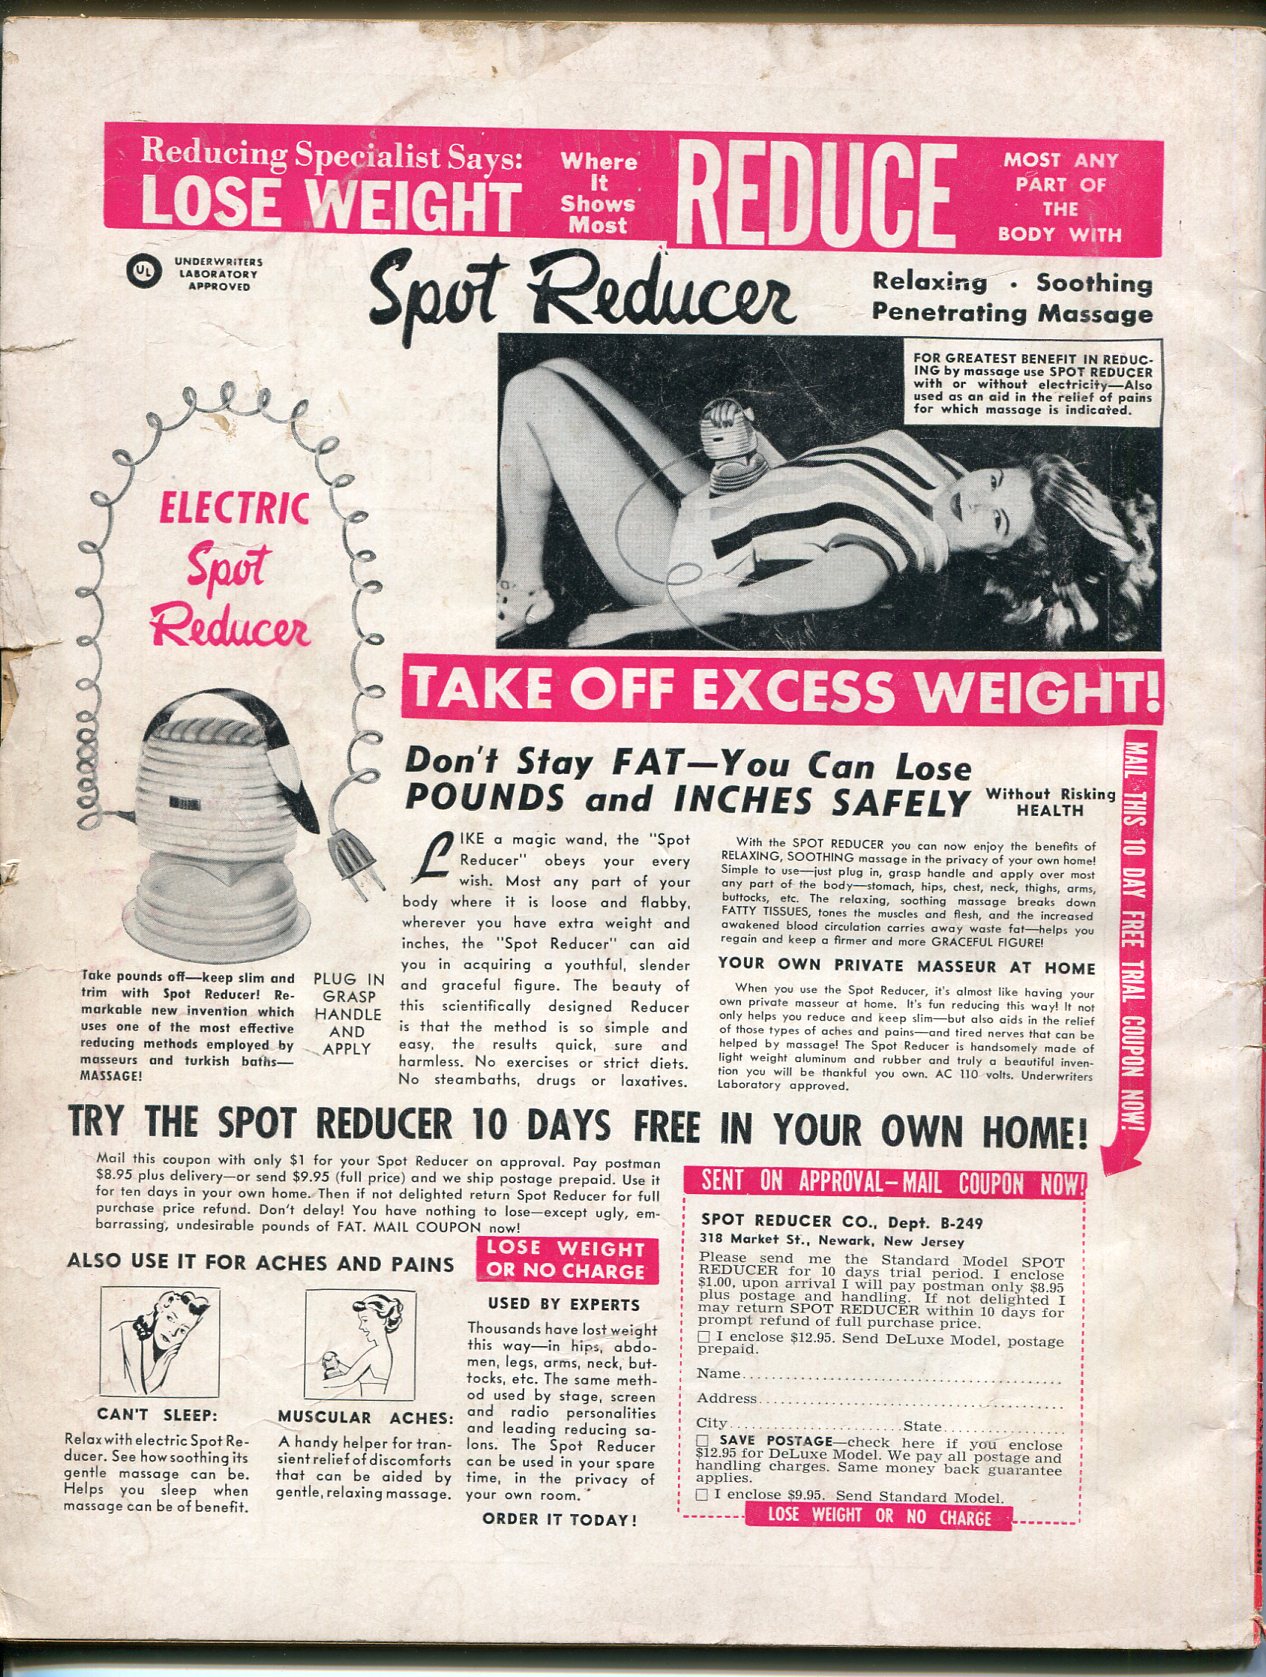 Reducing Specialist Says:
LOSE WEIGHT
Where
It
Shows
Most
REDUCE
MOST ANY
PART OF
THE
BODY WITH
UL
UNDERWRITERS
LABORATORY
APPROVED
Spot Reducer
Relaxing • Soothing
Penetrating Massage
FOR GREATEST BENEFIT IN REDUC-
ING by massage use SPOT REDUCER
with or without electricity—Also
used as an aid in the relief of pains
for which massage is indicated.
ELECTRIC
Spot
Reducer
TAKE OFF EXCESS WEIGHT!
Don't Stay FAT—You Can Lose
POUNDS and INCHES SAFELY
Without Risking
HEALTH
MAIL THIS 10 DAY FREE TRIAL COUPON NOW!
LIKE a magic wand, the "Spot
Reducer" obeys your every
wish. Most any part of your
body where it is loose and flabby,
wherever you have extra weight and
inches, the "Spot Reducer" can aid
you in acquiring a youthful, slender
and graceful figure. The beauty of
this scientifically designed Reducer
is that the method is so simple and
easy, the results quick, sure and
harmless. No exercises or strict diets.
No steambaths, drugs or laxatives.
With the SPOT REDUCER you can now enjoy the benefits of
RELAXING, SOOTHING massage in the privacy of your own home!
Simple to use—just plug in, grasp handle and apply over most
any part of the body—stomach, hips, chest, neck, thighs, arms,
buttocks, etc. The relaxing, soothing massage breaks down
FATTY TISSUES, tones the muscles and flesh, and the increased
awakened blood circulation carries away waste fat—helps you
regain and keep a firmer and more GRACEFUL FIGURE!
YOUR OWN PRIVATE MASSEUR AT HOME
When you use the Spot Reducer, it's almost like having your
own private masseur at home. It's fun reducing this way! It not
only helps you reduce and keep slim—but also aids in the relief
of those types of aches and pains—and tired nerves that can be
helped by massage! The Spot Reducer is handsomely made of
light weight aluminum and rubber and truly a beautiful inven-
tion you will be thankful you own. AC 110 volts. Underwriters
Laboratory approved.
Take pounds off—keep slim and
trim with Spot Reducer! Re-
markable new invention which
uses one of the most effective
reducing methods employed by
masseurs and turkish baths—
MASSAGE!
PLUG IN
GRASP
HANDLE
AND
APPLY
TRY THE SPOT REDUCER 10 DAYS FREE IN YOUR OWN HOME!
Mail this coupon with only $1 for your Spot Reducer on approval. Pay postman
$8.95 plus delivery—or send $9.95 (full price) and we ship postage prepaid. Use it
for ten days in your own home. Then if not delighted return Spot Reducer for full
purchase price refund. Don't delay! You have nothing to lose—except ugly, em-
barrassing, undesirable pounds of FAT. MAIL COUPON now!
ALSO USE IT FOR ACHES AND PAINS
CAN'T SLEEP:
Relax with electric Spot Re-
ducer. See how soothing its
gentle massage can be.
Helps you sleep when
massage can be of benefit.
MUSCULAR ACHES:
A handy helper for tran-
sient relief of discomforts
that can be aided by
gentle, relaxing massage.
LOSE WEIGHT
OR NO CHARGE
USED BY EXPERTS
Thousands have lost weight
this way—in hips, abdo-
men, legs, arms, neck, but-
tocks, etc. The same meth-
od used by stage, screen
and radio personalities
and leading reducing sa-
lons. The Spot Reducer
can be used in your spare
time, in the privacy of
your own room.
ORDER IT TODAY!
SENT ON APPROVAL—MAIL COUPON NOW!
SPOT REDUCER CO., Dept. B-249
318 Market St., Newark, New Jersey
Please send me the Standard Model SPOT
REDUCER for 10 days trial period. I enclose
$1.00, upon arrival I will pay postman only $8.95
plus postage and handling. If not delighted I
may return SPOT REDUCER within 10 days for
prompt refund of full purchase price.
☐ I enclose $12.95. Send DeLuxe Model, postage
prepaid.
Name
Address
City State
☐ SAVE POSTAGE—check here if you enclose
$12.95 for DeLuxe Model. We pay all postage and
handling charges. Same money back guarantee
applies.
☐ I enclose $9.95. Send Standard Model.
LOSE WEIGHT OR NO CHARGE